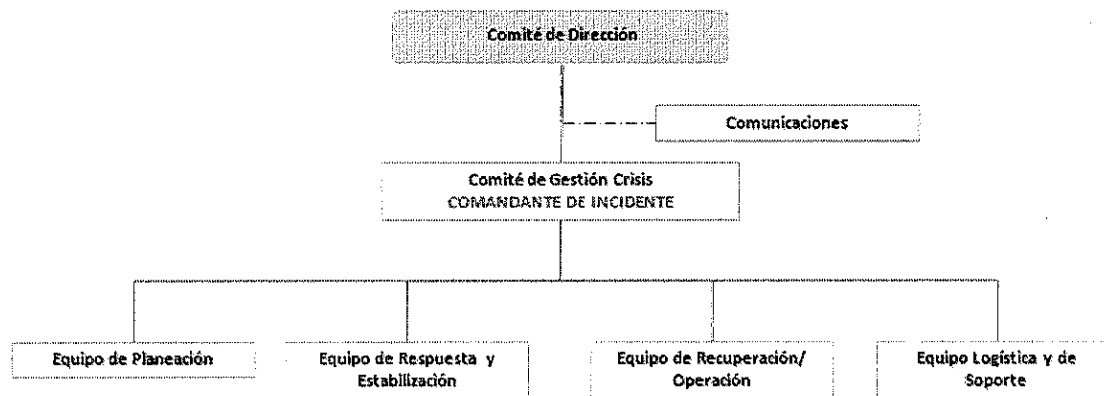 Comité de Dirección
Comunicaciones
Comité de Gestión Crisis
COMANDANTE DE INCIDENTE
Equipo de Planeación
Equipo de Respuesta y
Estabilización
Equipo de Recuperación/
Operación
Equipo Logística y de
Soporte